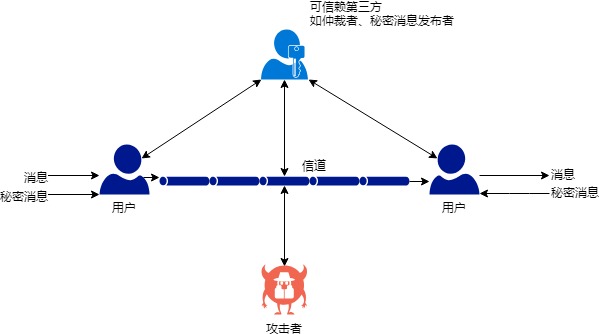 可信赖第三方
如仲裁者、秘密消息发布者
信道
消息
秘密消息
用户
用户
消息
秘密消息
攻击者